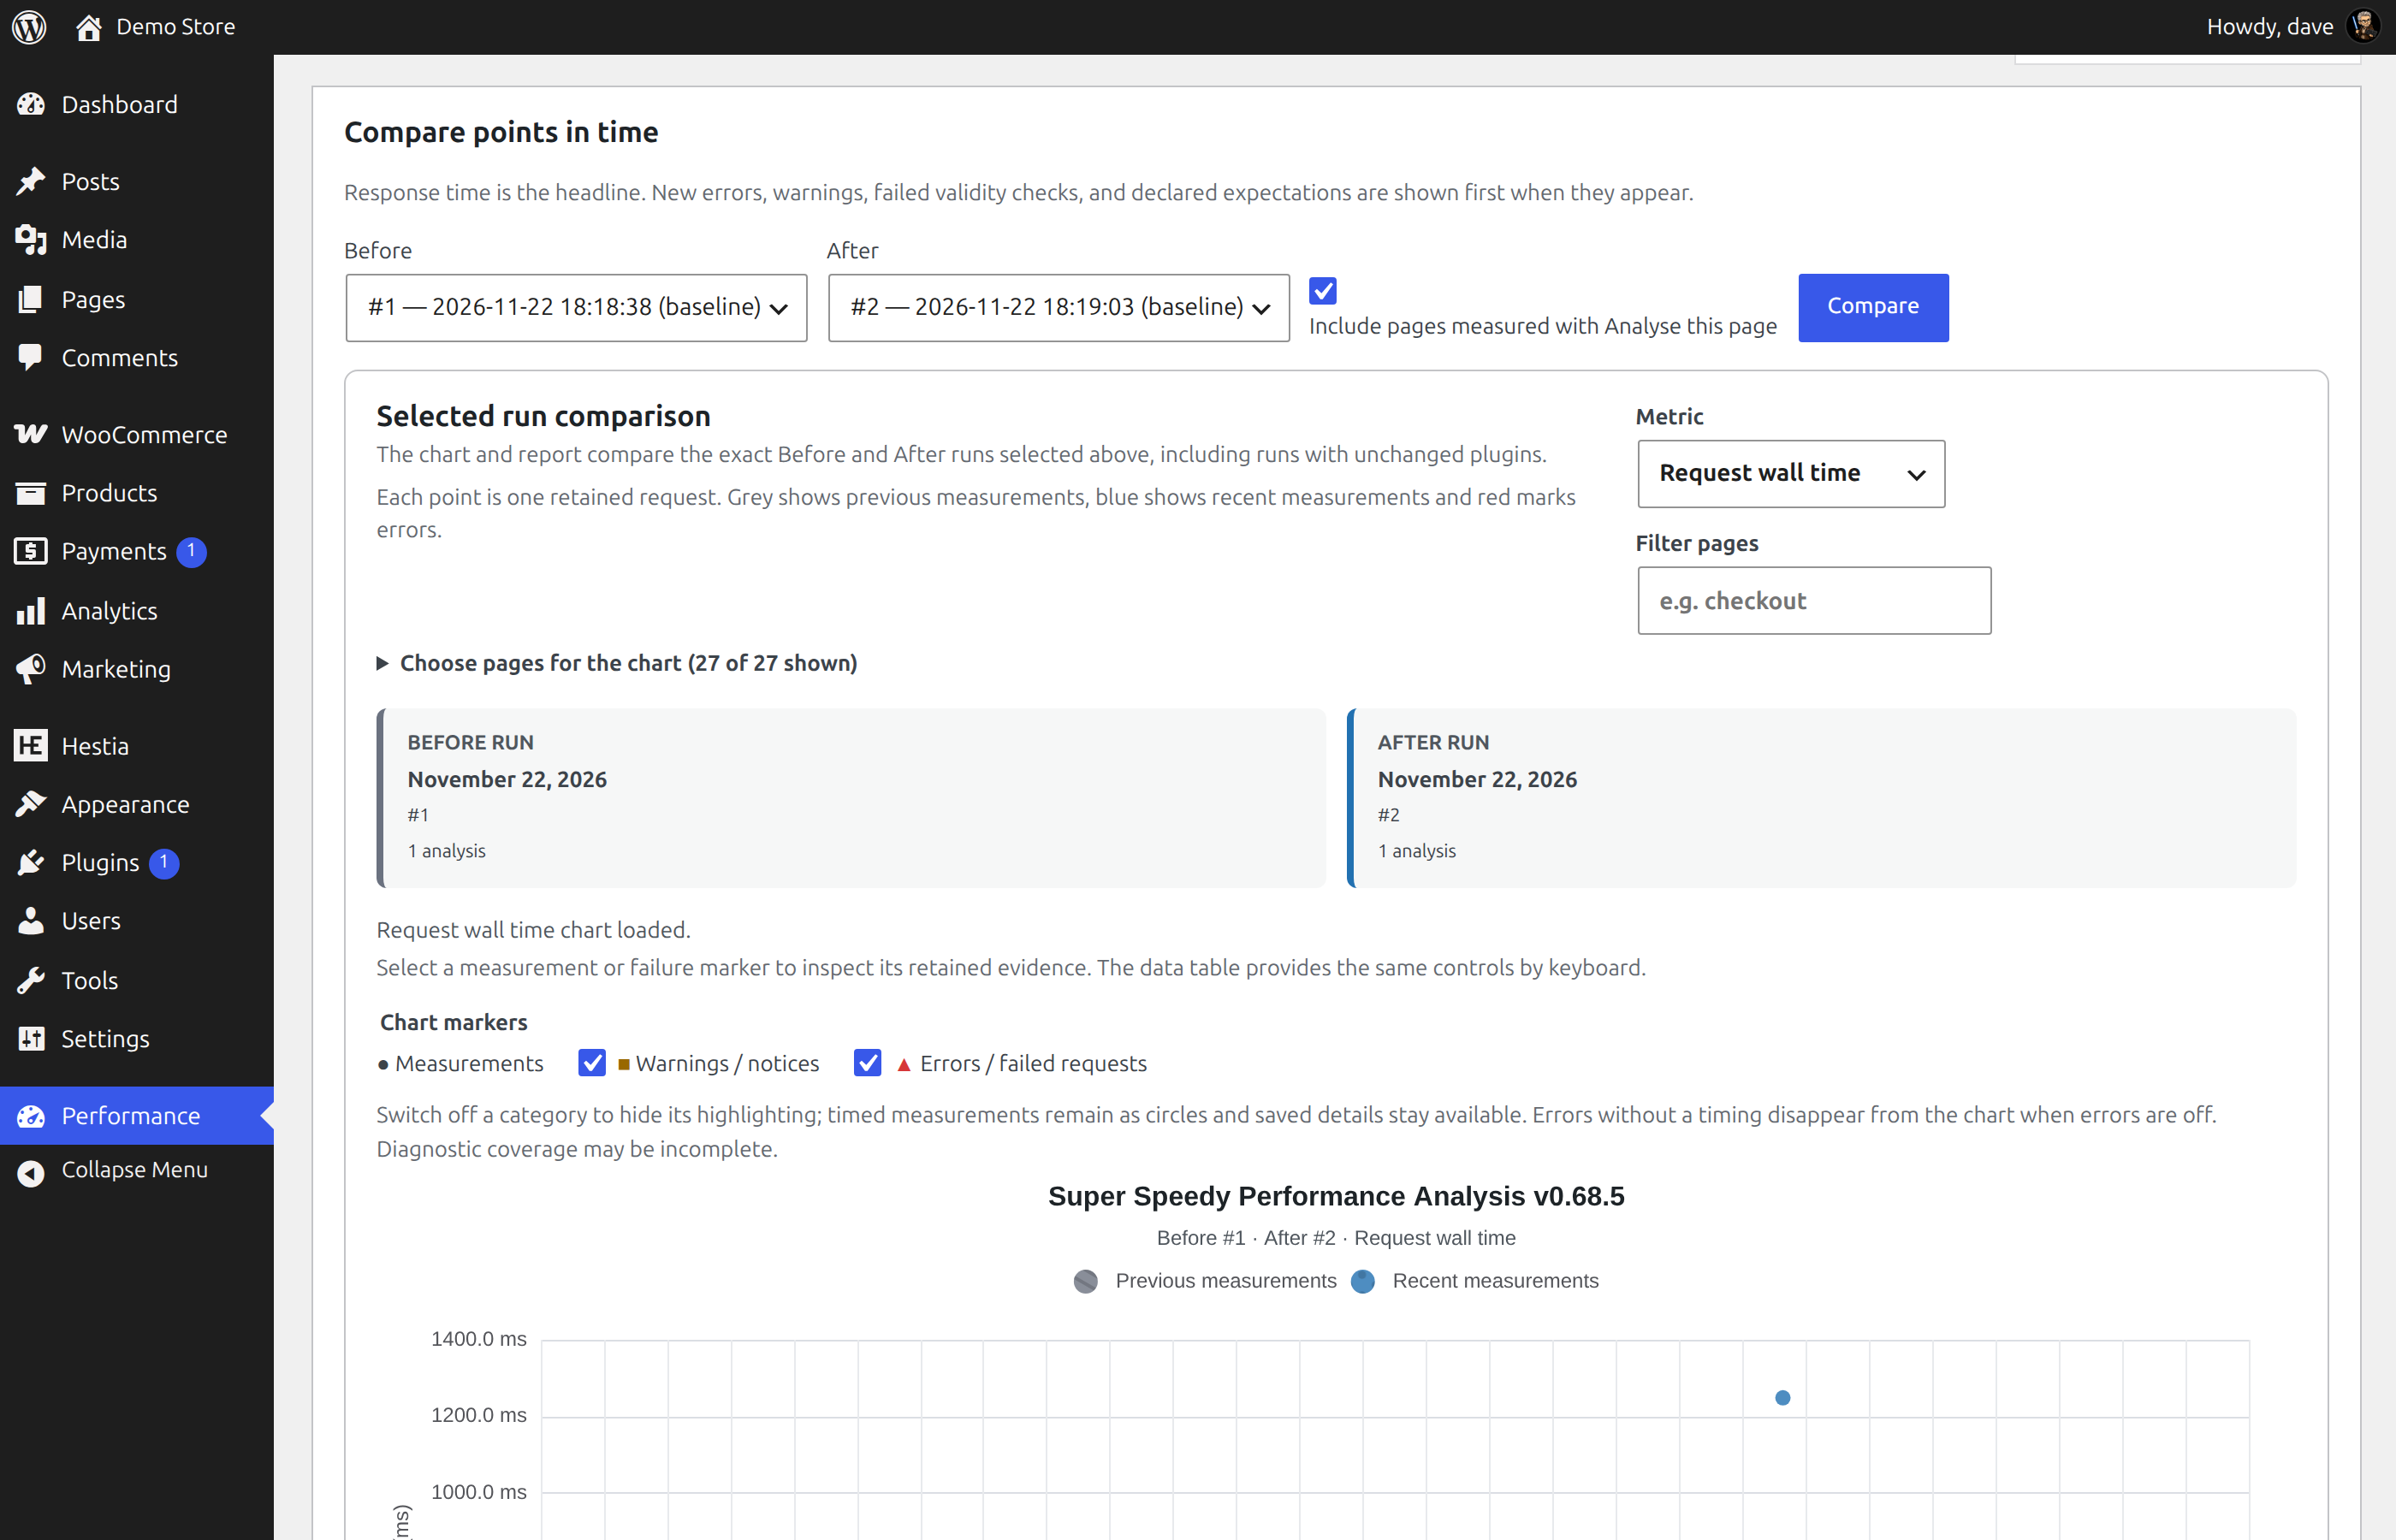 Demo Store
Howdy, dave
Dashboard
Posts
Media
Pages
Comments
WooCommerce
Products
Payments 1
Analytics
Marketing
Hestia
Appearance
Plugins 1
Users
Tools
Settings
Performance
Collapse Menu
Compare points in time
Response time is the headline. New errors, warnings, failed validity checks, and declared expectations are shown first when they appear.
Before
#1 — 2026-11-22 18:18:38 (baseline)
After
#2 — 2026-11-22 18:19:03 (baseline)
Include pages measured with Analyse this page
Compare
Selected run comparison
The chart and report compare the exact Before and After runs selected above, including runs with unchanged plugins.
Each point is one retained request. Grey shows previous measurements, blue shows recent measurements and red marks
errors.
Metric
Request wall time
Filter pages
e.g. checkout
Choose pages for the chart (27 of 27 shown)
BEFORE RUN
November 22, 2026
#1
1 analysis
AFTER RUN
November 22, 2026
#2
1 analysis
Request wall time chart loaded.
Select a measurement or failure marker to inspect its retained evidence. The data table provides the same controls by keyboard.
Chart markers
● Measurements
■ Warnings / notices
▲ Errors / failed requests
Switch off a category to hide its highlighting; timed measurements remain as circles and saved details stay available. Errors without a timing disappear from the chart when errors are off.
Diagnostic coverage may be incomplete.
Super Speedy Performance Analysis v0.68.5
Before #1 · After #2 · Request wall time
Previous measurements
Recent measurements
1400.0 ms
1200.0 ms
1000.0 ms
ms)